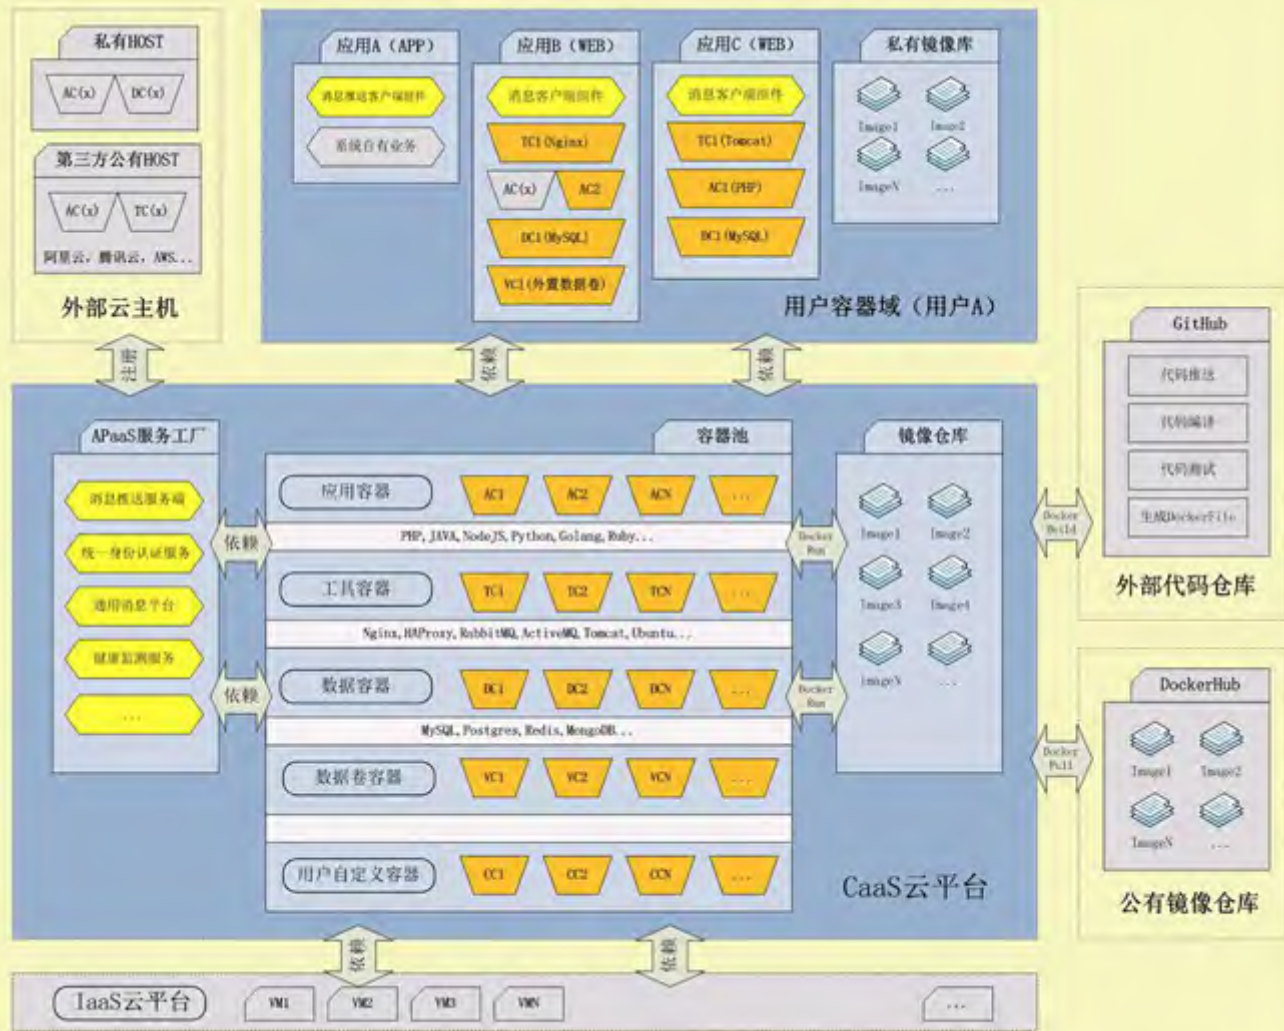 私有HOST
AC(x)
DC(x)
第三方公有HOST
AC(x)
TC(x)
阿里云，腾讯云，AWS...
外部云主机
注册
应用A（APP）
消息推送客户端组件
系统自有业务
应用B（WEB）
消息客户端组件
TC1(Nginx)
AC(x)
AC2
DC1(MySQL)
VC1(外置数据卷)
应用C（WEB）
消息客户端组件
TC1(Tomcat)
AC1(PHP)
DC1(MySQL)
私有镜像库
Image1
Image2
ImageN
...
用户容器域（用户A）
依赖
依赖
APaaS服务工厂
消息推送服务端
统一身份认证服务
通用消息平台
健康监测服务
...
依赖
依赖
容器池
应用容器
AC1
AC2
ACN
...
PHP,JAVA,NodeJS,Python,Golang,Ruby...
工具容器
TC1
TC2
TCN
...
Nginx,HAProxy,RabbitMQ,ActiveMQ,Tomcat,Ubuntu...
数据容器
DC1
DC2
DCN
...
MySQL,Postgres,Redis,MongoDB...
数据卷容器
VC1
VC2
VCN
...
用户自定义容器
CC1
CC2
CCN
...
Docker
Run
Docker
Run
镜像仓库
Image1
Image2
Image3
Image4
ImageN
...
CaaS云平台
Docker
Build
Docker
Pull
GitHub
代码推送
代码编译
代码测试
生成DockerFile
外部代码仓库
DockerHub
Image1
Image2
ImageN
...
公有镜像仓库
依赖
依赖
IaaS云平台
VM1
VM2
VM3
VMN
...